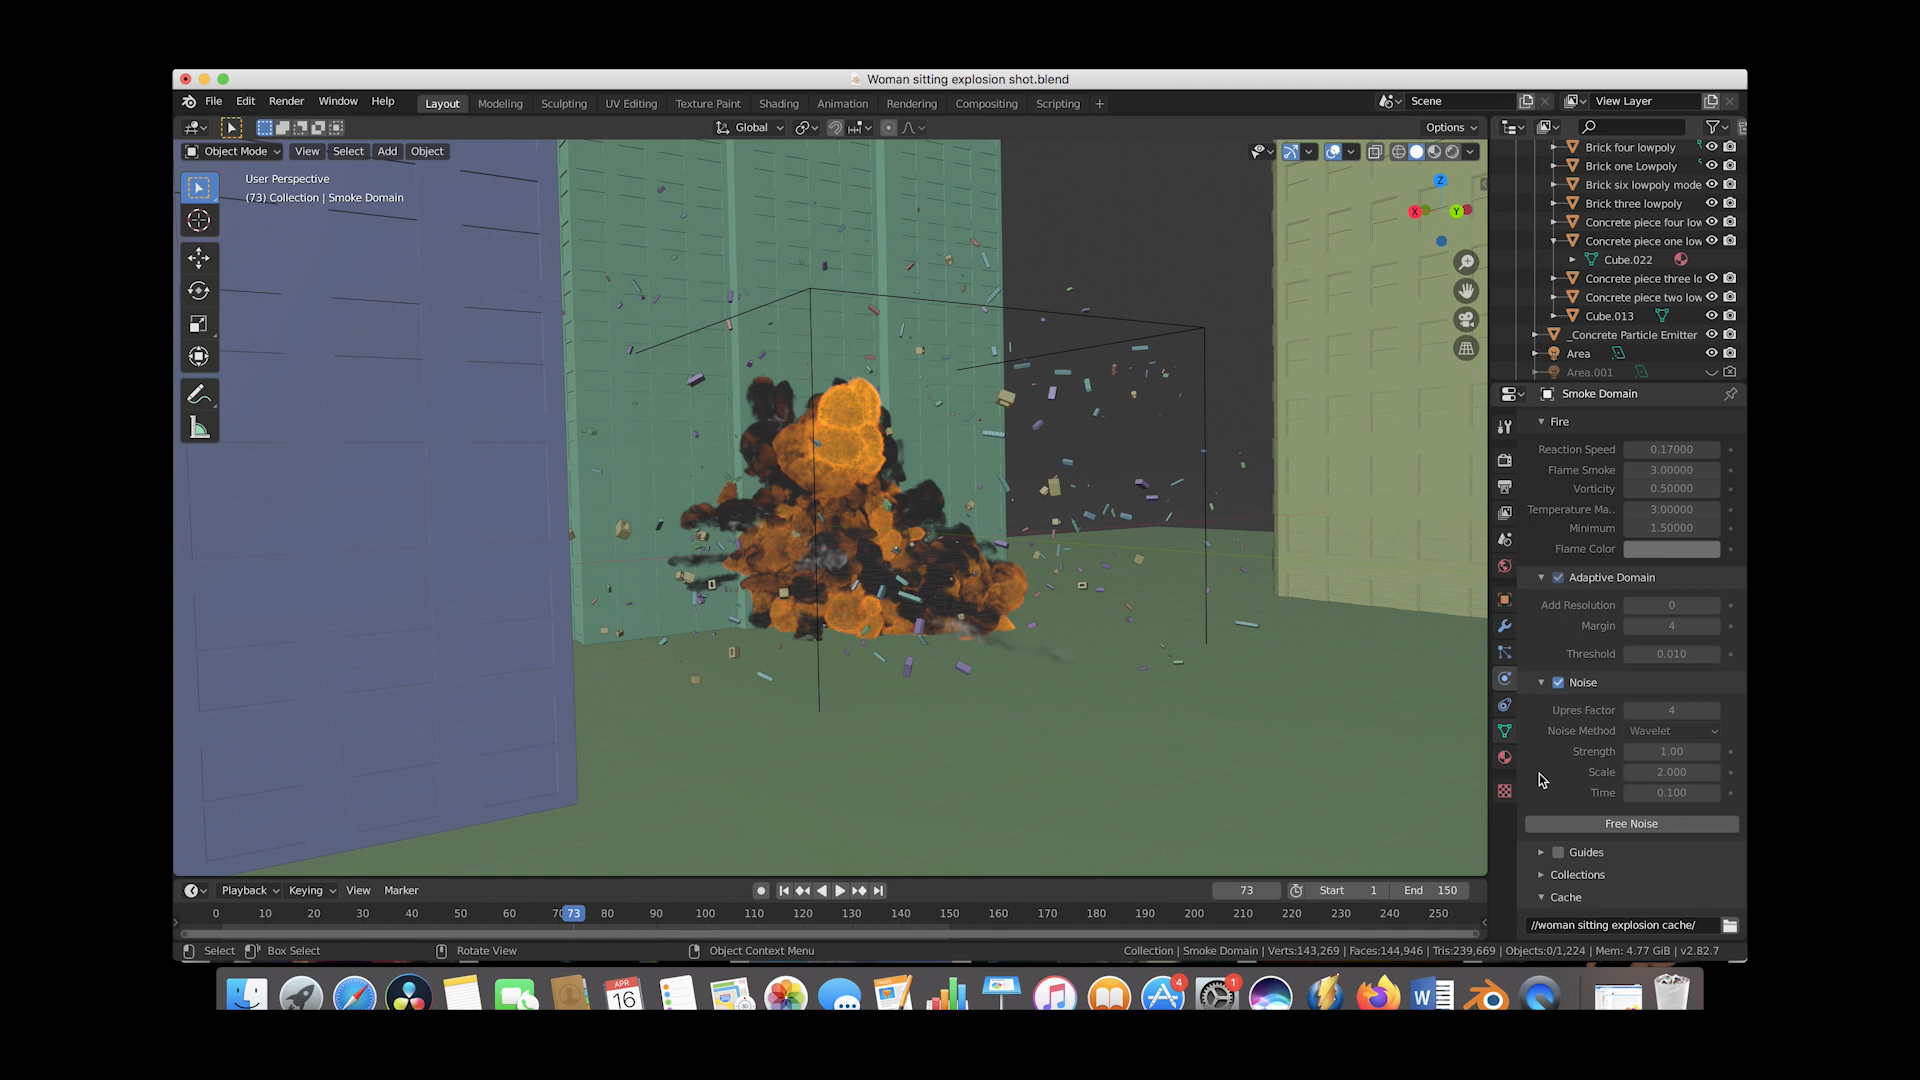 Woman sitting explosion shot.blend
File Edit Render Window Help
Layout Modeling Sculpting UV Editing Texture Paint Shading Animation Rendering Compositing Scripting +
Scene
View Layer
Global
Options
Object Mode View Select Add Object
User Perspective
(73) Collection | Smoke Domain
Z
X
Y
Brick four lowpoly
Brick one Lowpoly
Brick six lowpoly mode
Brick three lowpoly
Concrete piece four low
Concrete piece one low
Cube.022
Concrete piece three lo
Concrete piece two low
Cube.013
_Concrete Particle Emitter
Area
Area.001
Smoke Domain
Fire
Reaction Speed 0.17000
Flame Smoke 3.00000
Vorticity 0.50000
Temperature Ma.. 3.00000
Minimum 1.50000
Flame Color
Adaptive Domain
Add Resolution 0
Margin 4
Threshold 0.010
Noise
Upres Factor 4
Noise Method Wavelet
Strength 1.00
Scale 2.000
Time 0.100
Free Noise
Guides
Collections
Cache
//woman sitting explosion cache/
Playback Keying View Marker
73 Start 1 End 150
0 10 20 30 40 50 60 70 73 80 90 100 110 120 130 140 150 160 170 180 190 200 210 220 230 240 250
Select Box Select Rotate View Object Context Menu
Collection | Smoke Domain | Verts:143,269 | Faces:144,946 | Tris:239,669 | Objects:0/1,224 | Mem: 4.77 GiB | v2.82.7
APR
16
4
1
W